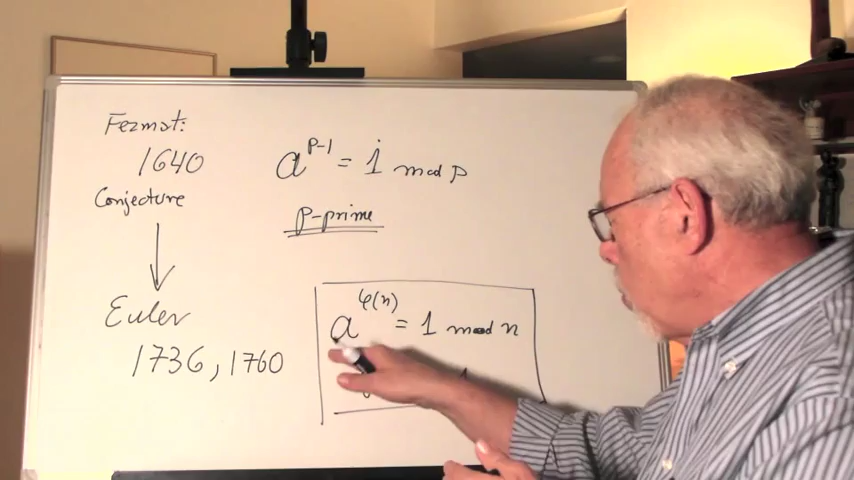 Fermat:
1640
Conjecture
Euler
1736, 1760
a^{p-1} = 1 mod p
p-prime
a^{φ(n)} = 1 mod n